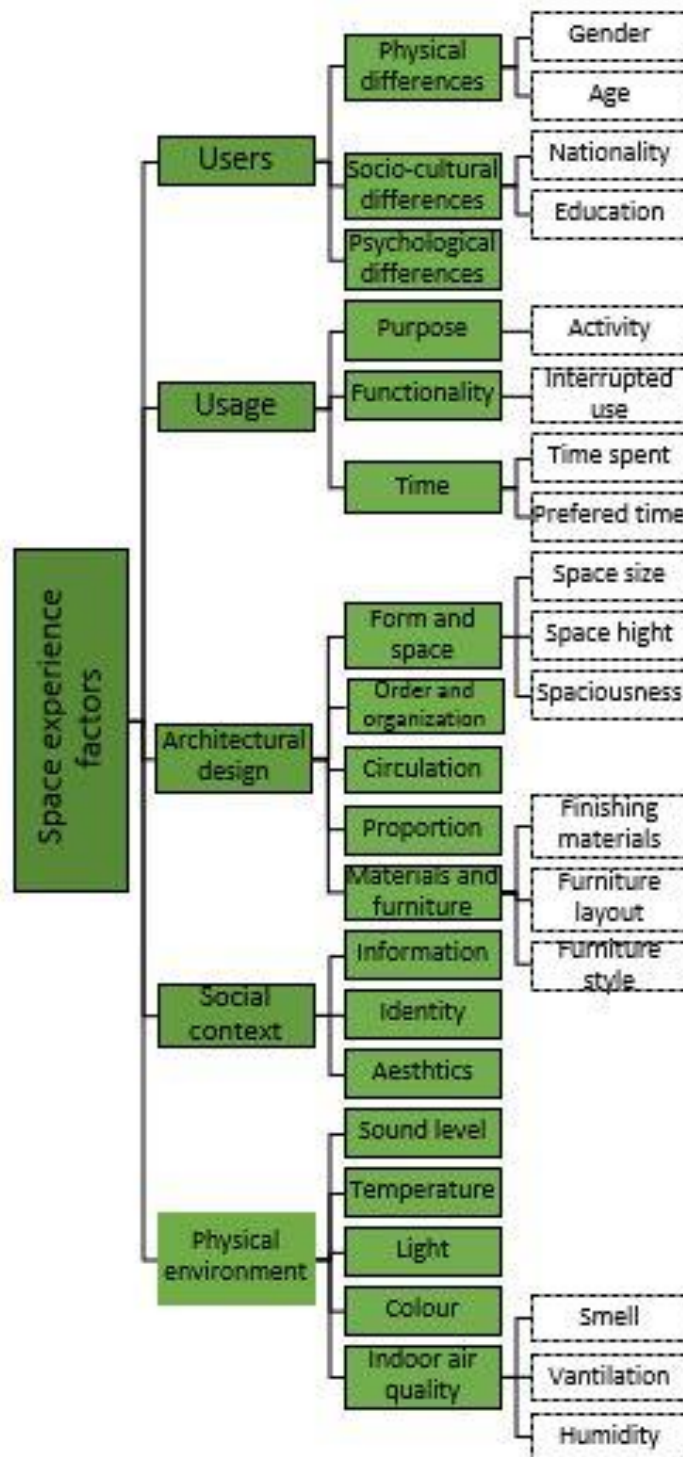 Space experience
factors
Users
Physical
differences
Gender
Age
Socio-cultural
differences
Nationality
Education
Psychological
differences
Usage
Purpose
Activity
Functionality
Interrupted
use
Time
Time spent
Prefered time
Architectural
design
Form and
space
Space size
Space hight
Spaciousness
Order and
organization
Circulation
Proportion
Materials and
furniture
Finishing
materials
Furniture
layout
Furniture
style
Social
context
Information
Identity
Aesthtics
Physical
environment
Sound level
Temperature
Light
Colour
Indoor air
quality
Smell
Vantilation
Humidity